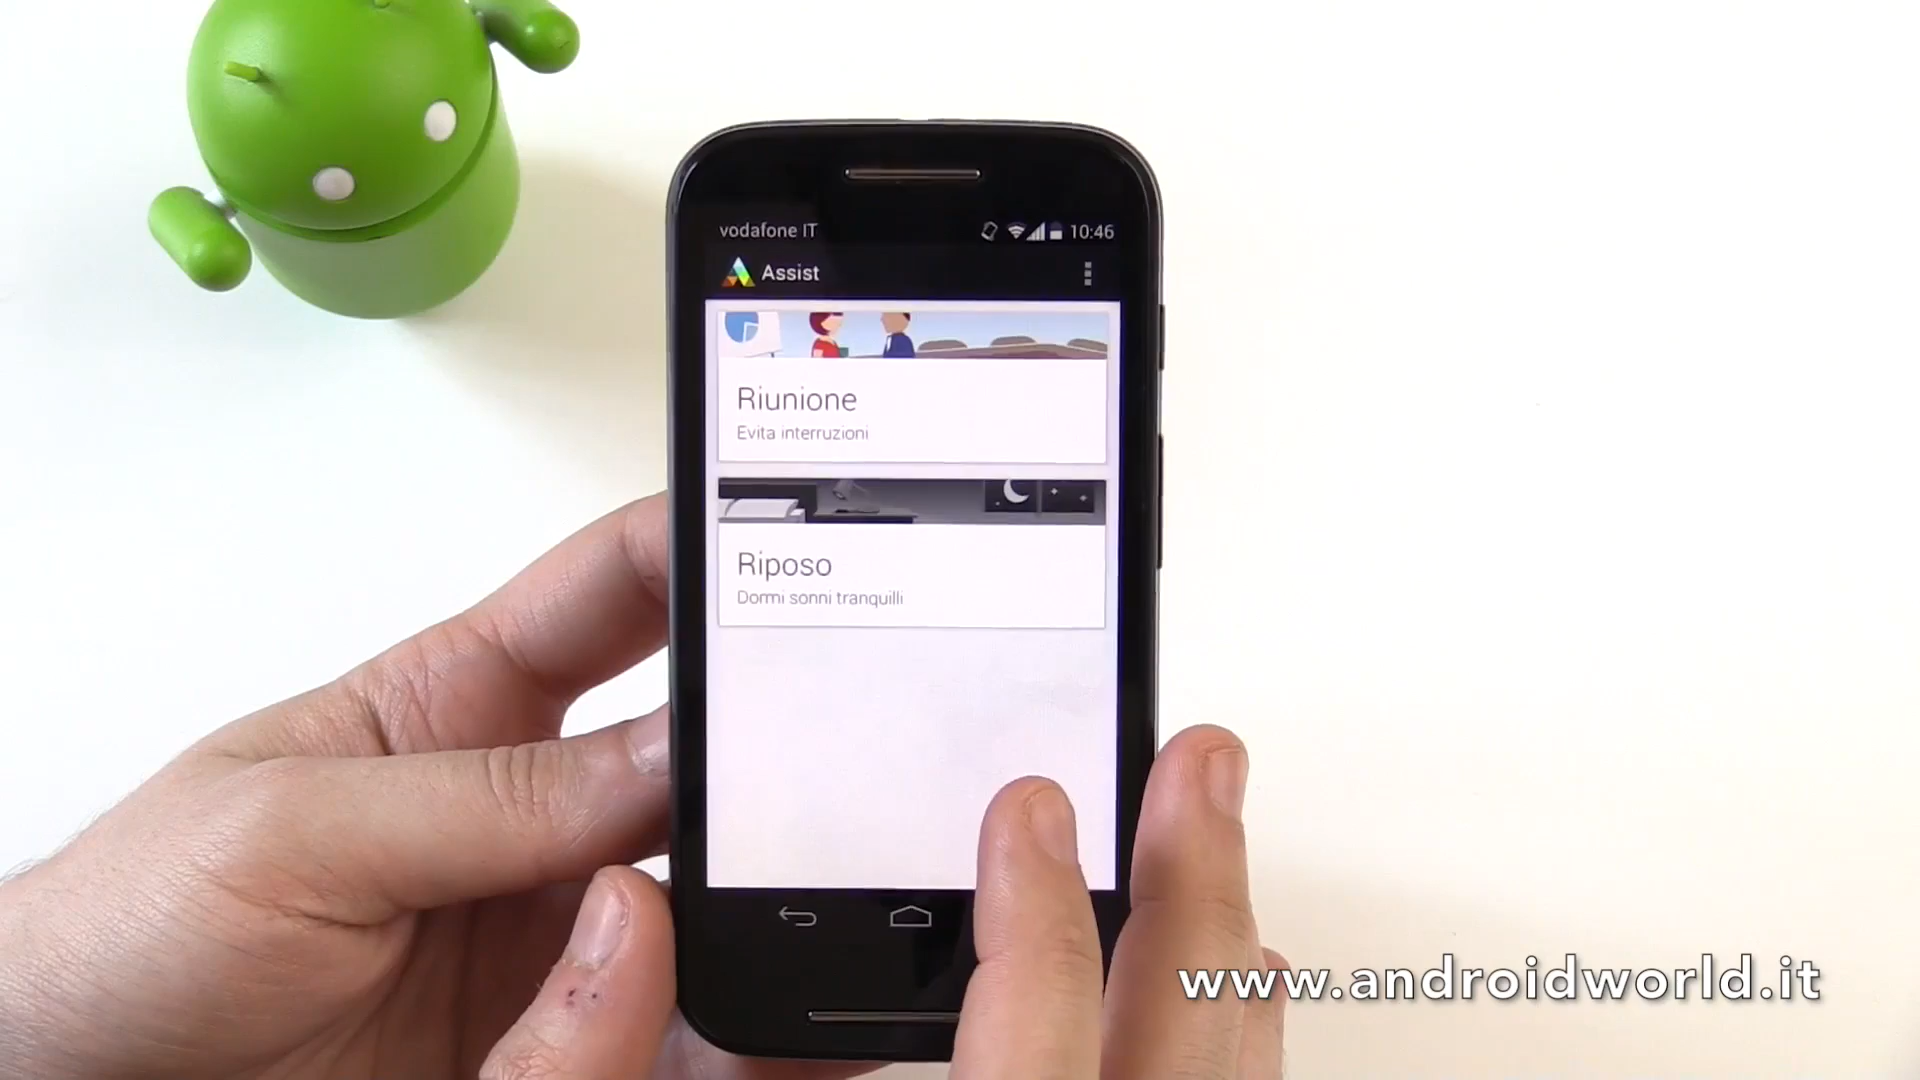 vodafone IT 10:46
Assist
Riunione
Evita interruzioni
Riposo
Dormi sonni tranquilli
www.androidworld.it